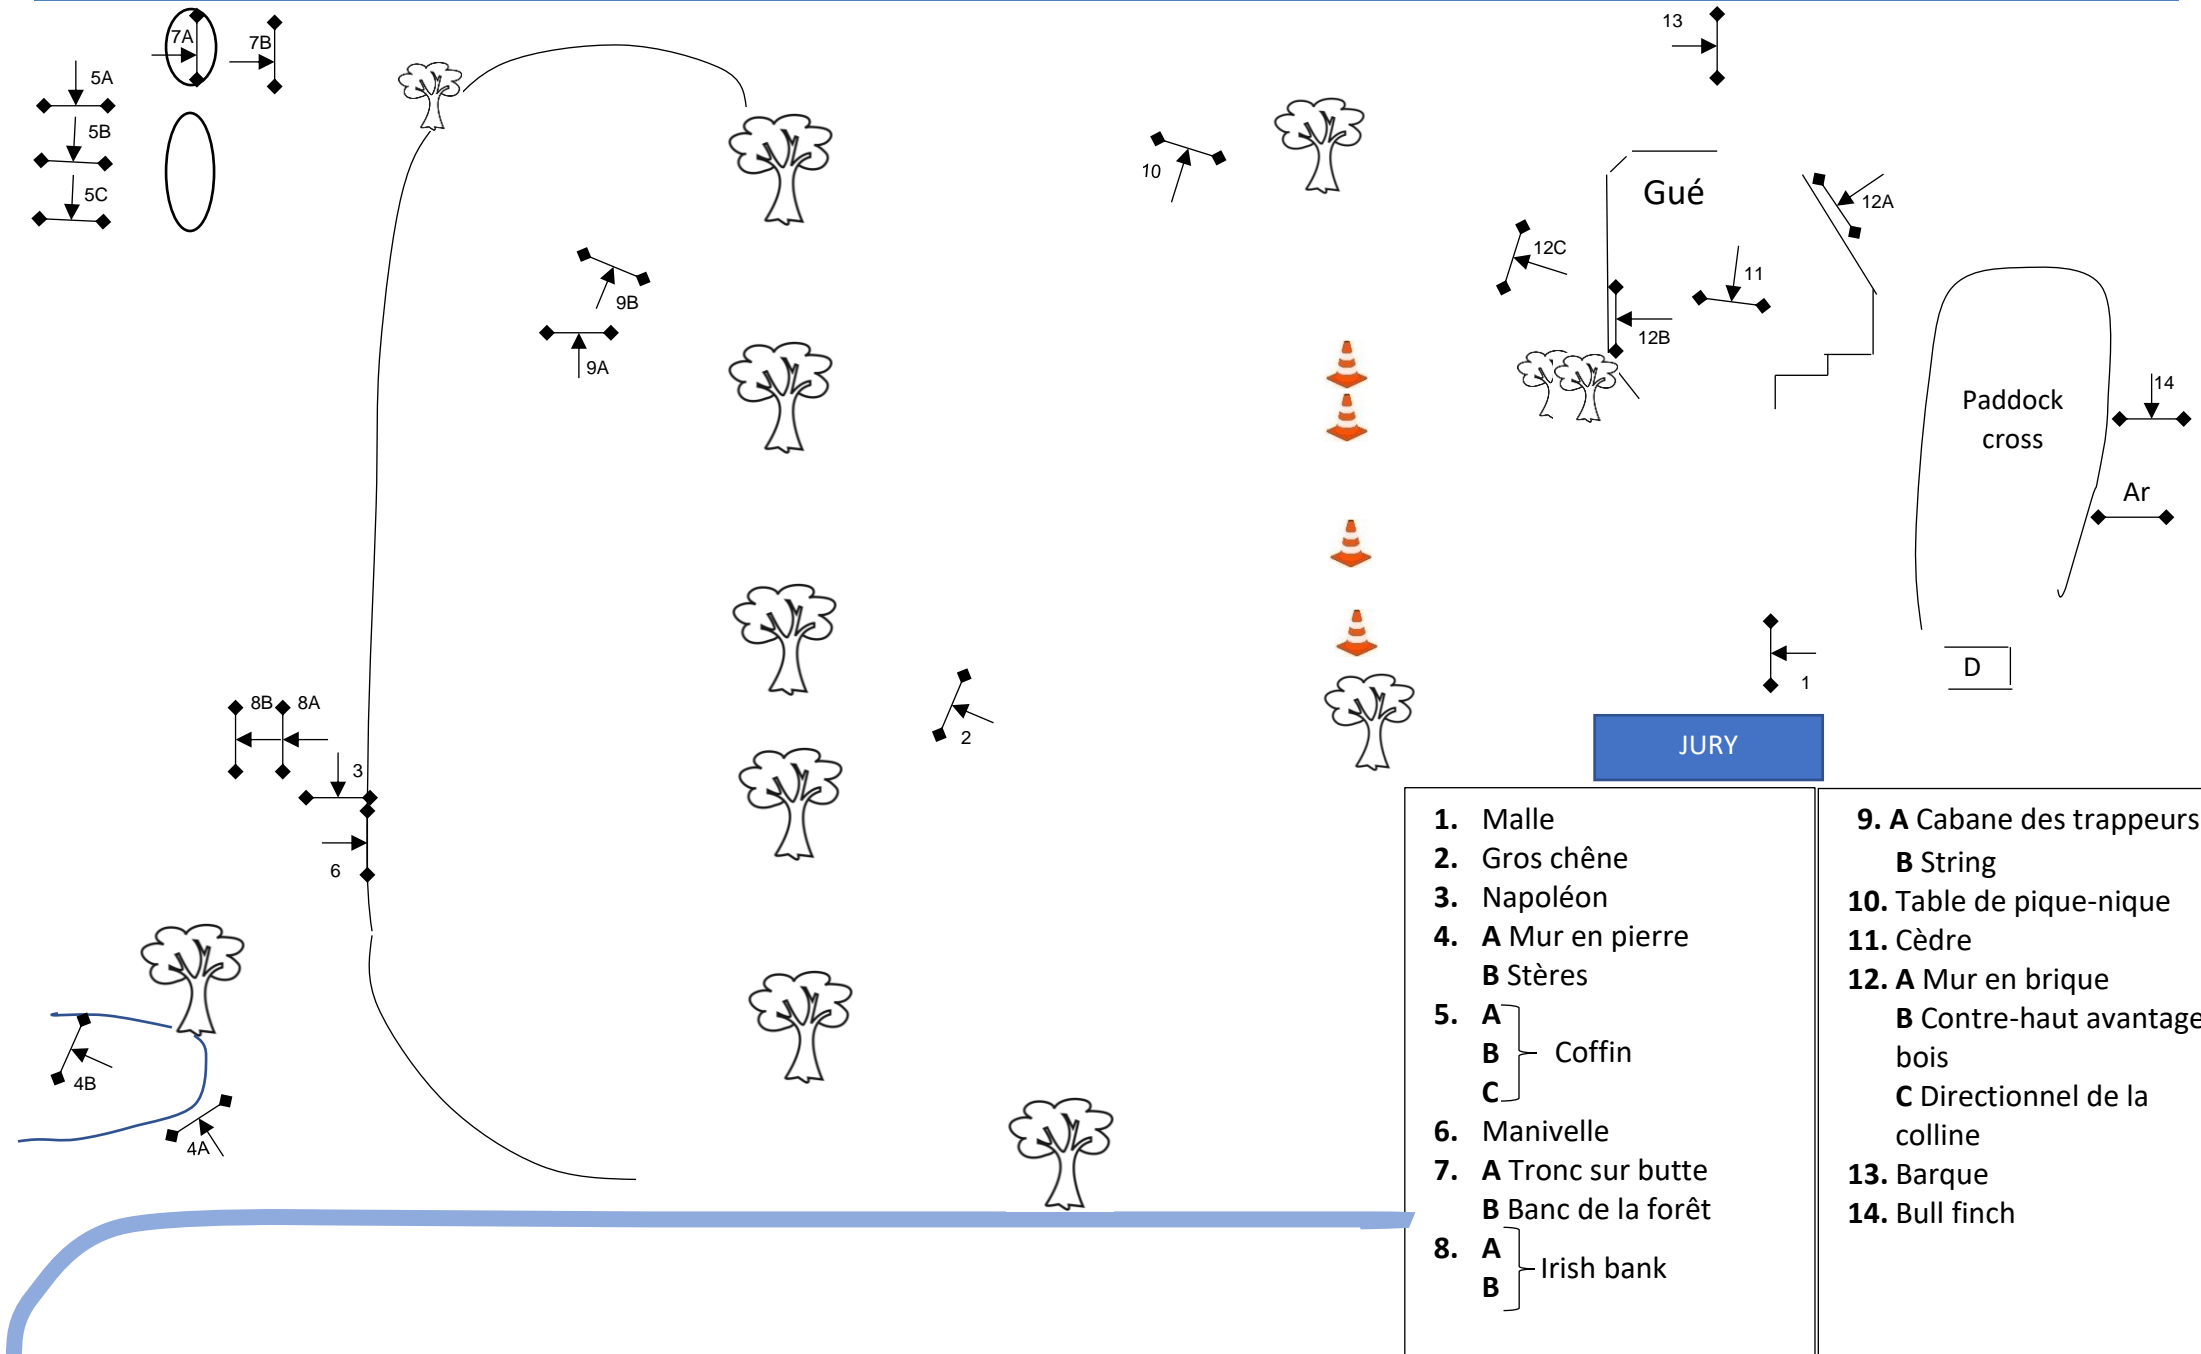 13
7A
7B
5A
5B
5C
10
Gué
12A
12C
11
12B
9B
9A
14
Paddock
cross
Ar
1
D
2
8B
8A
3
6
JURY
4B
4A
1. Malle
2. Gros chêne
3. Napoléon
4. A Mur en pierre
B Stères
5. A
B
C
Coffin
6. Manivelle
7. A Tronc sur butte
B Banc de la forêt
8. A
B
Irish bank
9. A Cabane des trappeurs
B String
10. Table de pique-nique
11. Cèdre
12. A Mur en brique
B Contre-haut avantage
bois
C Directionnel de la
colline
13. Barque
14. Bull finch